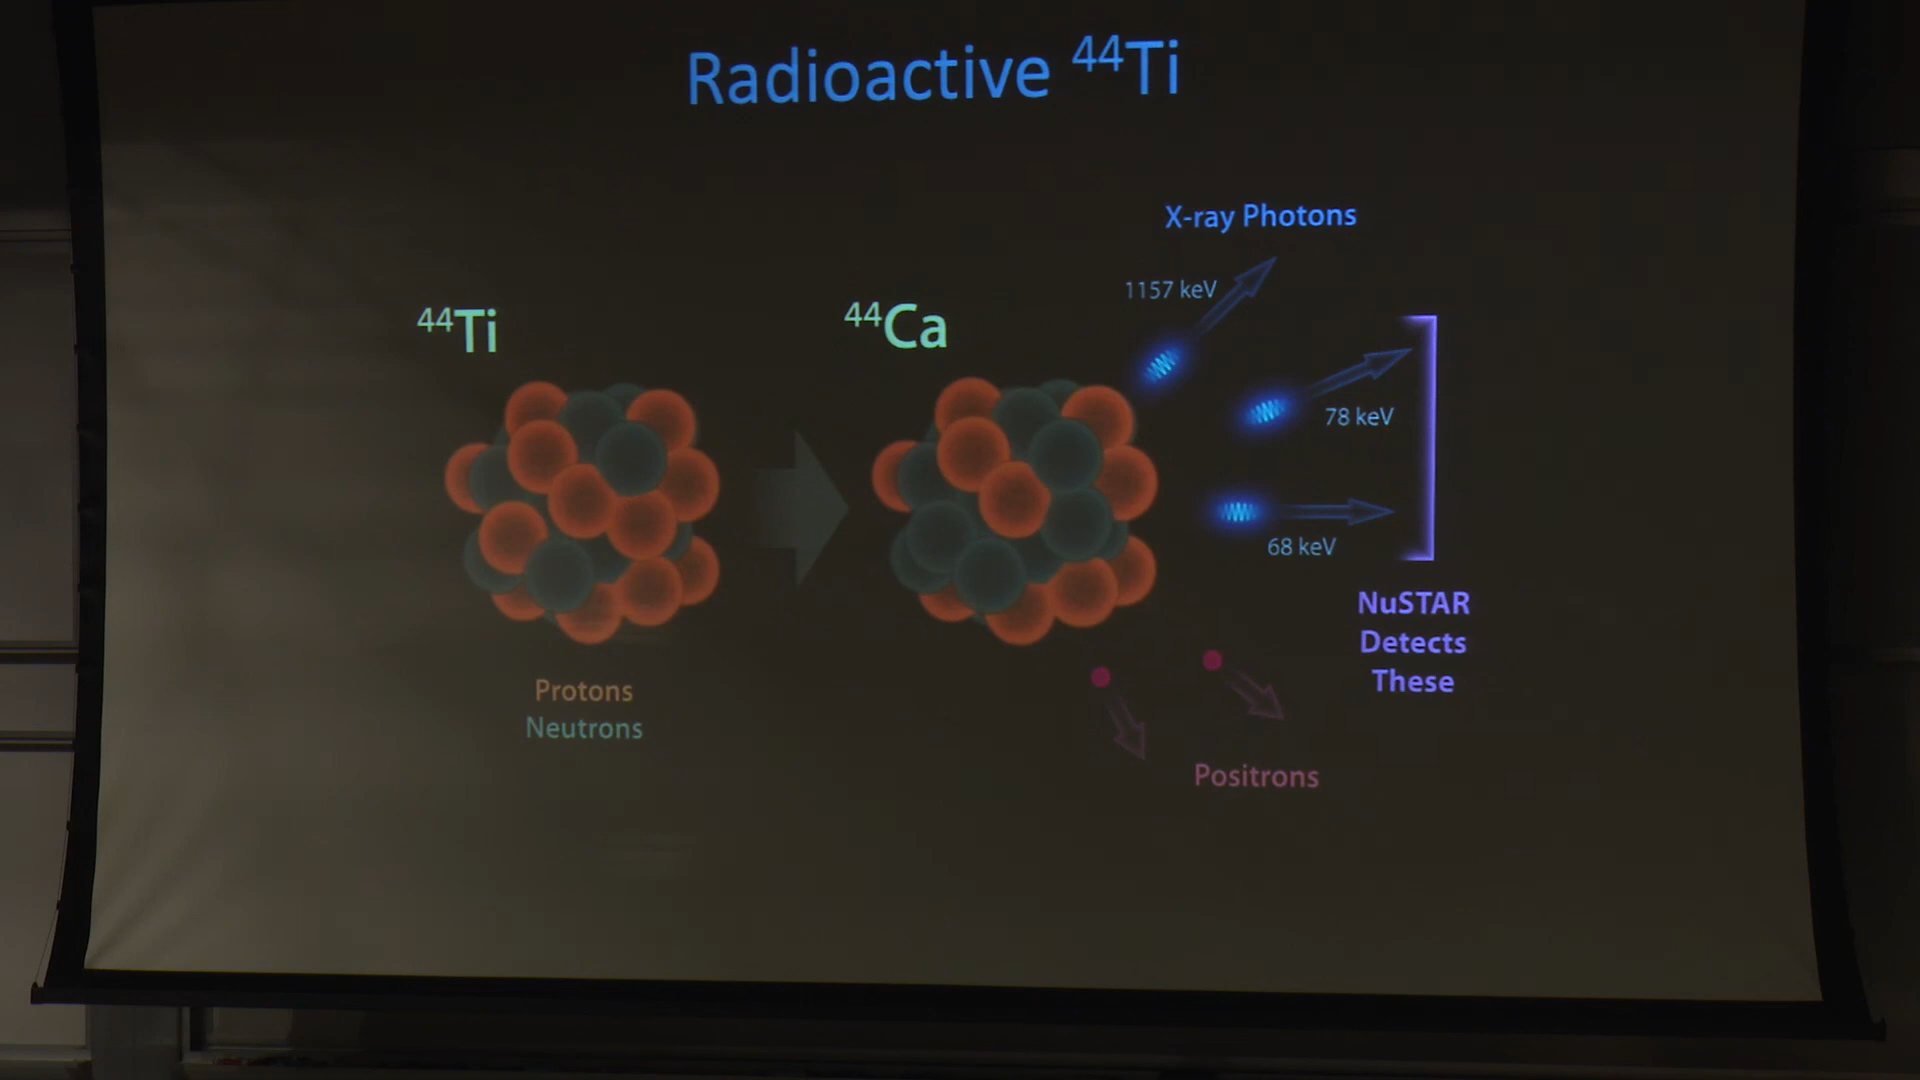 Radioactive ⁴⁴Ti
X-ray Photons
1157 keV
⁴⁴Ti
⁴⁴Ca
78 keV
68 keV
NuSTAR
Detects
These
Protons
Neutrons
Positrons